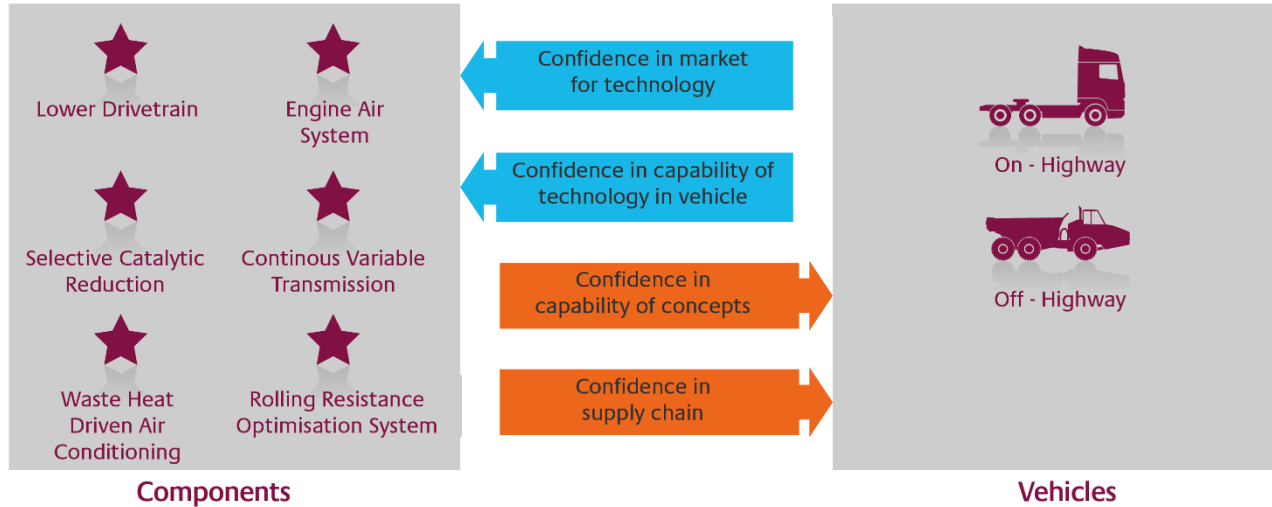 Lower Drivetrain
Engine Air
System
Selective Catalytic
Reduction
Continous Variable
Transmission
Waste Heat
Driven Air
Conditioning
Rolling Resistance
Optimisation System
Components
Confidence in market
for technology
Confidence in capability of
technology in vehicle
Confidence in
capability of concepts
Confidence in
supply chain
On - Highway
Off - Highway
Vehicles